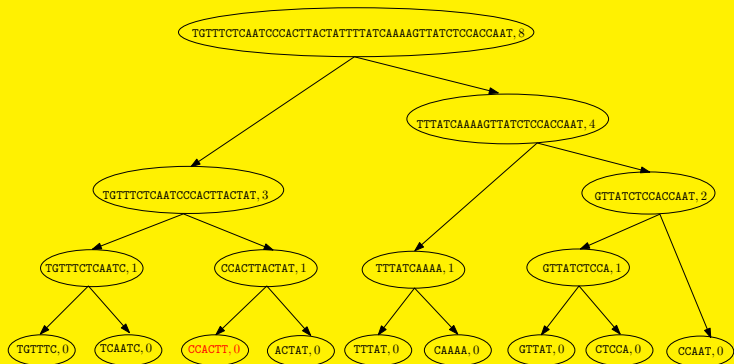 TGTTTCTCAATCCCACTTACTATTTTATCAAAAGTTATCTCCACCAAT, 8
TTTATCAAAAGTTATCTCCACCAAT, 4
TGTTTCTCAATCCCACTTACTAT, 3
GTTATCTCCACCAAT, 2
TGTTTCTCAATC, 1
CCACTTACTAT, 1
TTTATCAAAA, 1
GTTATCTCCA, 1
TGTTTC, 0
TCAATC, 0
CCACTT, 0
ACTAT, 0
TTTAT, 0
CAAAA, 0
GTTAT, 0
CTCCA, 0
CCAAT, 0